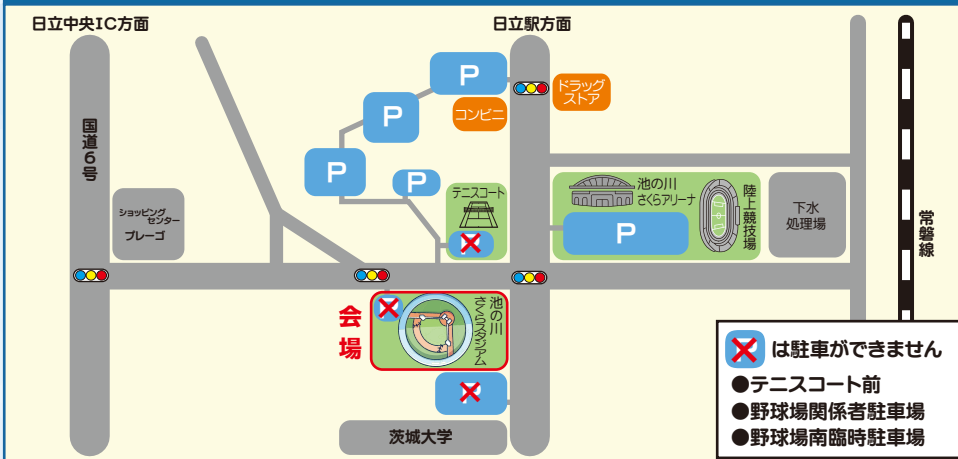 日立中央IC方面
日立駅方面
国道6号
ショッピング
センター
ブレーゴ
P
P
P
P
コンビニ
ドラッグ
ストア
テニスコート
P
池の川
さくらアリーナ
陸上競技場
P
下水
処理場
常磐線
会場
P
池の川
さくらスタジアム
P
茨城大学
P は駐車ができません
●テニスコート前
●野球場関係者駐車場
●野球場南臨時駐車場